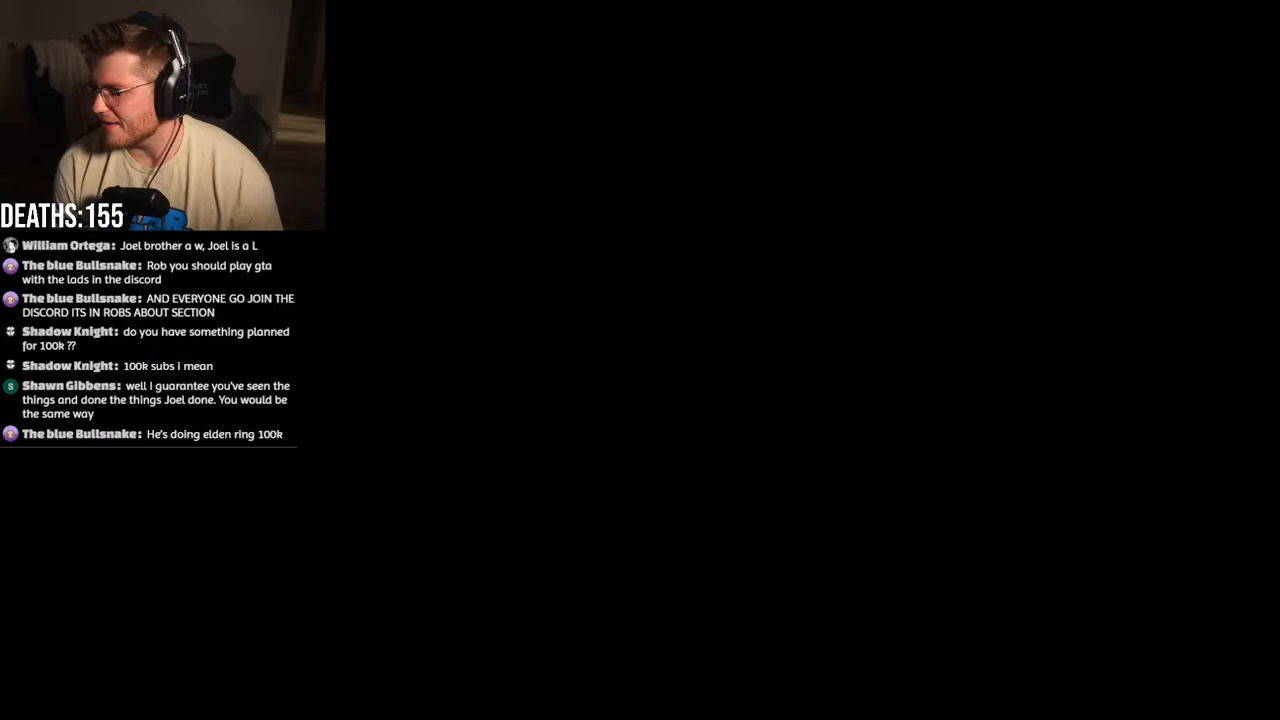 DEATHS:155
William Ortega: Joel brother a w, Joel is a L
The blue Bullsnake: Rob you should play gta
with the lads in the discord
The blue Bullsnake: AND EVERYONE GO JOIN THE
DISCORD ITS IN ROBS ABOUT SECTION
Shadow Knight: do you have something planned
for 100k ??
Shadow Knight: 100k subs i mean
S Shawn Gibbens: well I guarantee you've seen the
things and done the things Joel done. You would be
the same way
The blue Bullsnake: He's doing elden ring 100k